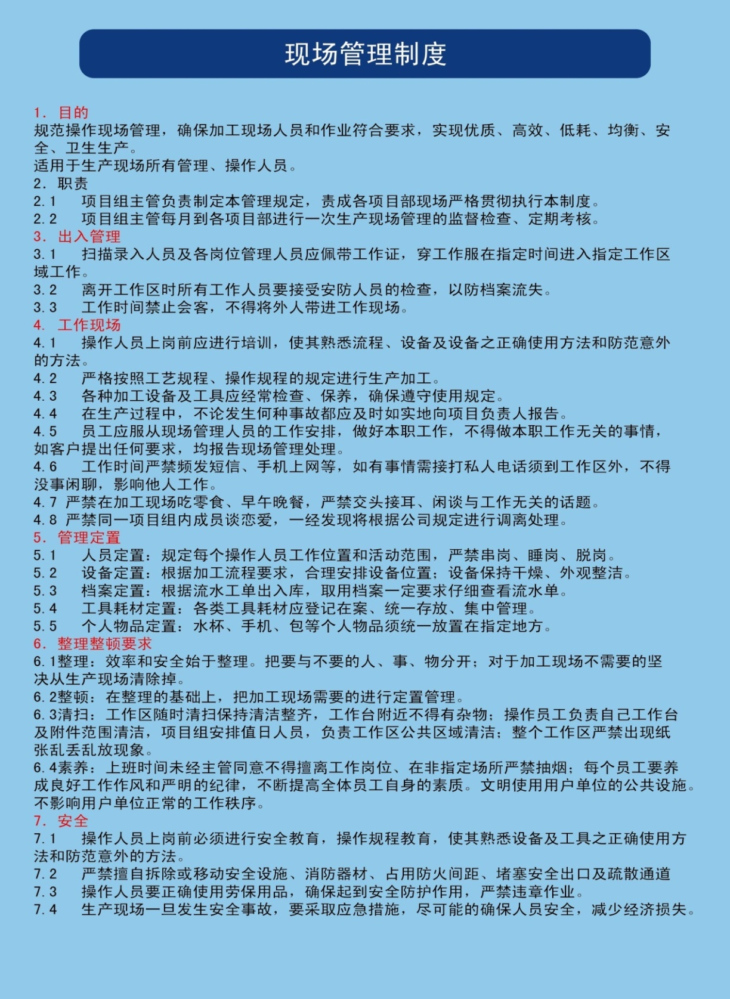 现场管理制度
1. 目的
规范操作现场管理，确保加工现场人员和作业符合要求，实现优质、高效、低耗、均衡、安
全、卫生生产。
适用于生产现场所有管理、操作人员。
2. 职责
2.1 项目组主管负责制定本管理规定，责成各项目部现场严格贯彻执行本制度。
2.2 项目组主管每月到各项目部进行一次生产现场管理的监督检查、定期考核。
3. 出入管理
3.1 扫描录入人员及各岗位管理人员应佩带工作证，穿工作服在指定时间进入指定工作区
域工作。
3.2 离开工作区时所有工作人员要接受安防人员的检查，以防档案流失。
3.3 工作时间禁止会客，不得将外人带进工作现场。
4. 工作现场
4.1 操作人员上岗前应进行培训，使其熟悉流程、设备及设备之正确使用方法和防范意外
的方法。
4.2 严格按照工艺规程、操作规程的规定进行生产加工。
4.3 各种加工设备及工具应经常检查、保养，确保遵守使用规定。
4.4 在生产过程中，不论发生何种事故都应及时如实地向项目负责人报告。
4.5 员工应服从现场管理人员的工作安排，做好本职工作，不得做本职工作无关的事情，
如客户提出任何要求，均报告现场管理处理。
4.6 工作时间严禁频发短信、手机上网等，如有事情需接打私人电话须到工作区外，不得
没事闲聊，影响他人工作。
4.7 严禁在加工现场吃零食、早午晚餐，严禁交头接耳、闲谈与工作无关的话题。
4.8 严禁同一项目组内成员谈恋爱，一经发现将根据公司规定进行调离处理。
5. 管理定置
5.1 人员定置：规定每个操作人员工作位置和活动范围，严禁串岗、睡岗、脱岗。
5.2 设备定置：根据加工流程要求，合理安排设备位置；设备保持干燥、外观整洁。
5.3 档案定置：根据流水工单出入库，取用档案一定要求仔细查看流水单。
5.4 工具耗材定置：各类工具耗材应登记在案、统一存放、集中管理。
5.5 个人物品定置：水杯、手机、包等个人物品须统一放置在指定地方。
6. 整理整顿要求
6.1整理：效率和安全始于整理。把要与不要的人、事、物分开；对于加工现场不需要的坚
决从生产现场清除掉。
6.2整顿：在整理的基础上，把加工现场需要的进行定置管理。
6.3清扫：工作区随时清扫保持清洁整齐，工作台附近不得有杂物；操作员工负责自己工作台
及附件范围清洁，项目组安排值日人员，负责工作区公共区域清洁；整个工作区严禁出现纸
张乱丢乱放现象。
6.4素养：上班时间未经主管同意不得擅离工作岗位、在非指定场所严禁抽烟；每个员工要养
成良好工作作风和严明的纪律，不断提高全体员工自身的素质。文明使用用户单位的公共设施。
不影响用户单位正常的工作秩序。
7. 安全
7.1 操作人员上岗前必须进行安全教育，操作规程教育，使其熟悉设备及工具之正确使用方
法和防范意外的方法。
7.2 严禁擅自拆除或移动安全设施、消防器材、占用防火间距、堵塞安全出口及疏散通道
7.3 操作人员要正确使用劳保用品，确保起到安全防护作用，严禁违章作业。
7.4 生产现场一旦发生安全事故，要采取应急措施，尽可能的确保人员安全，减少经济损失。